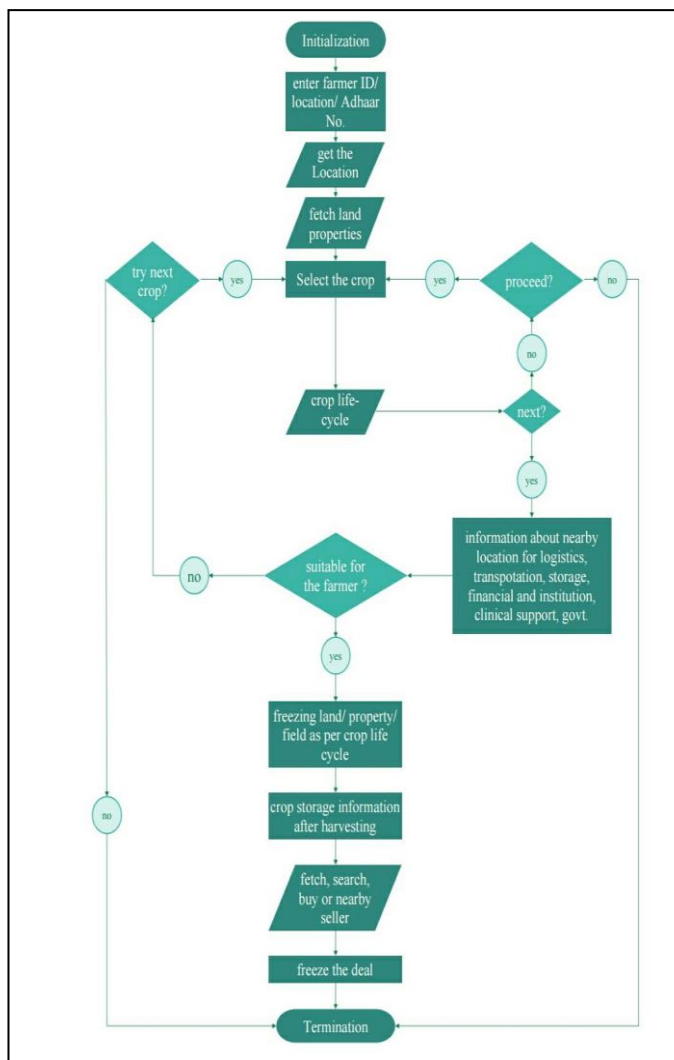 Initialization
enter farmer ID/
location/ Adhaar
No.
get the
Location
fetch land
properties
try next
crop?
yes
Select the crop
yes
proceed?
no
no
crop life-
cycle
next?
yes
information about nearby
location for logistics,
transpotation, storage,
financial and institution,
clinical support, govt.
suitable for
the farmer ?
no
yes
freezing land/ property/
field as per crop life
cycle
crop storage information
after harvesting
no
fetch, search,
buy or nearby
seller
freeze the deal
Termination